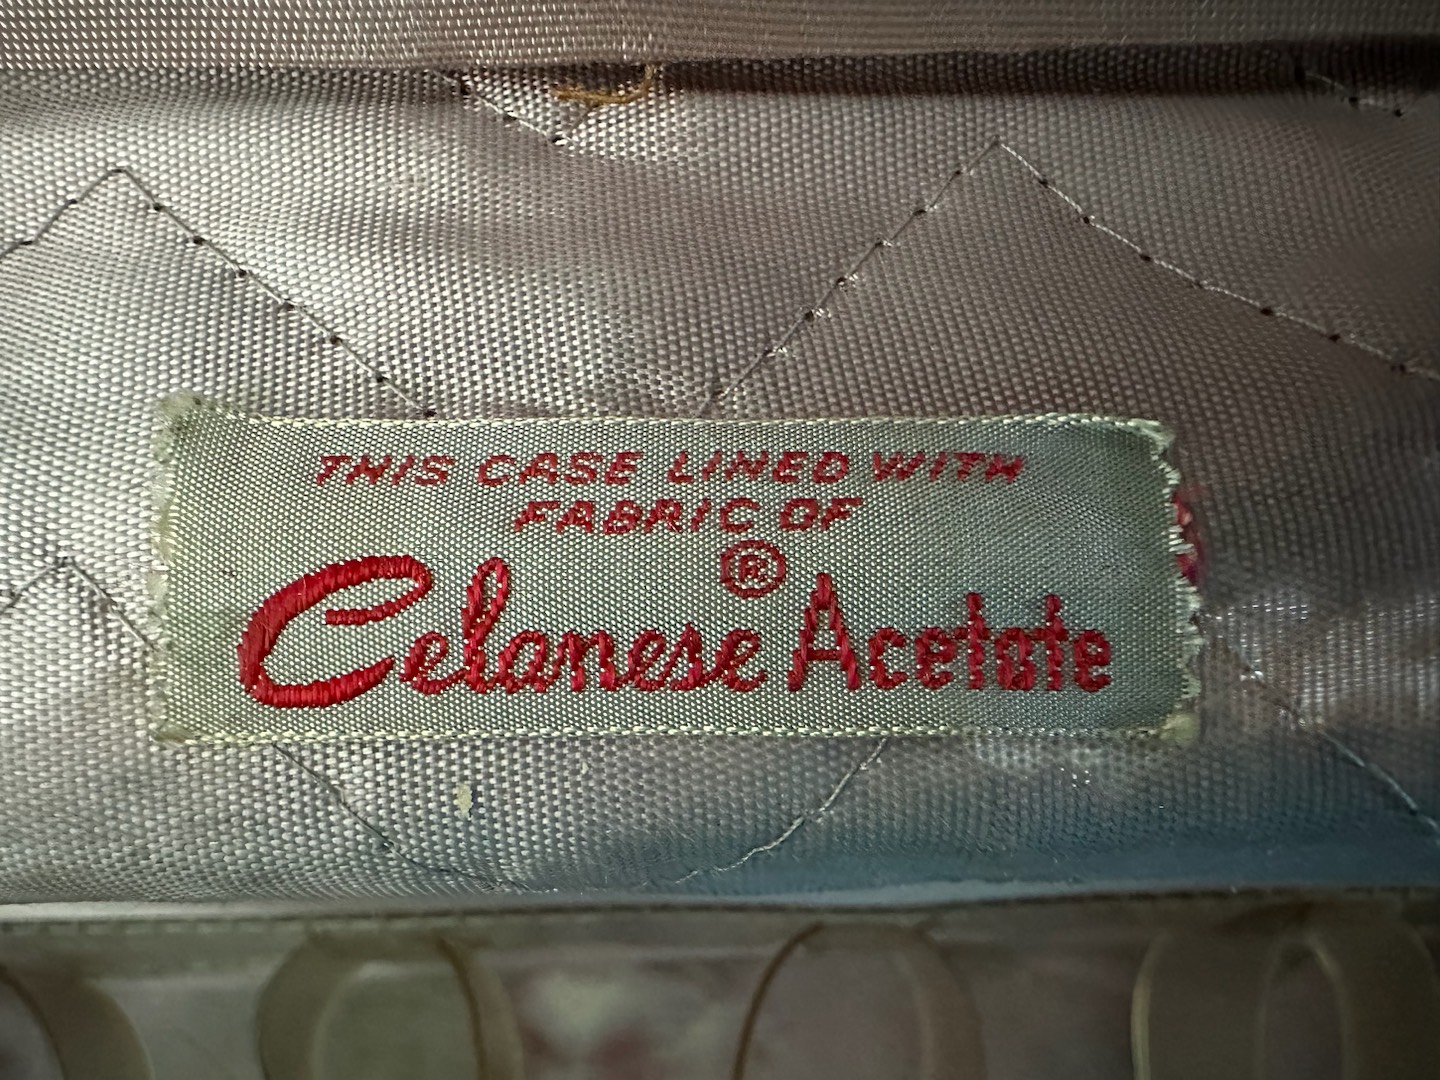 THIS CASE LINED WITH
FABRIC OF
®
Celanese Acetate